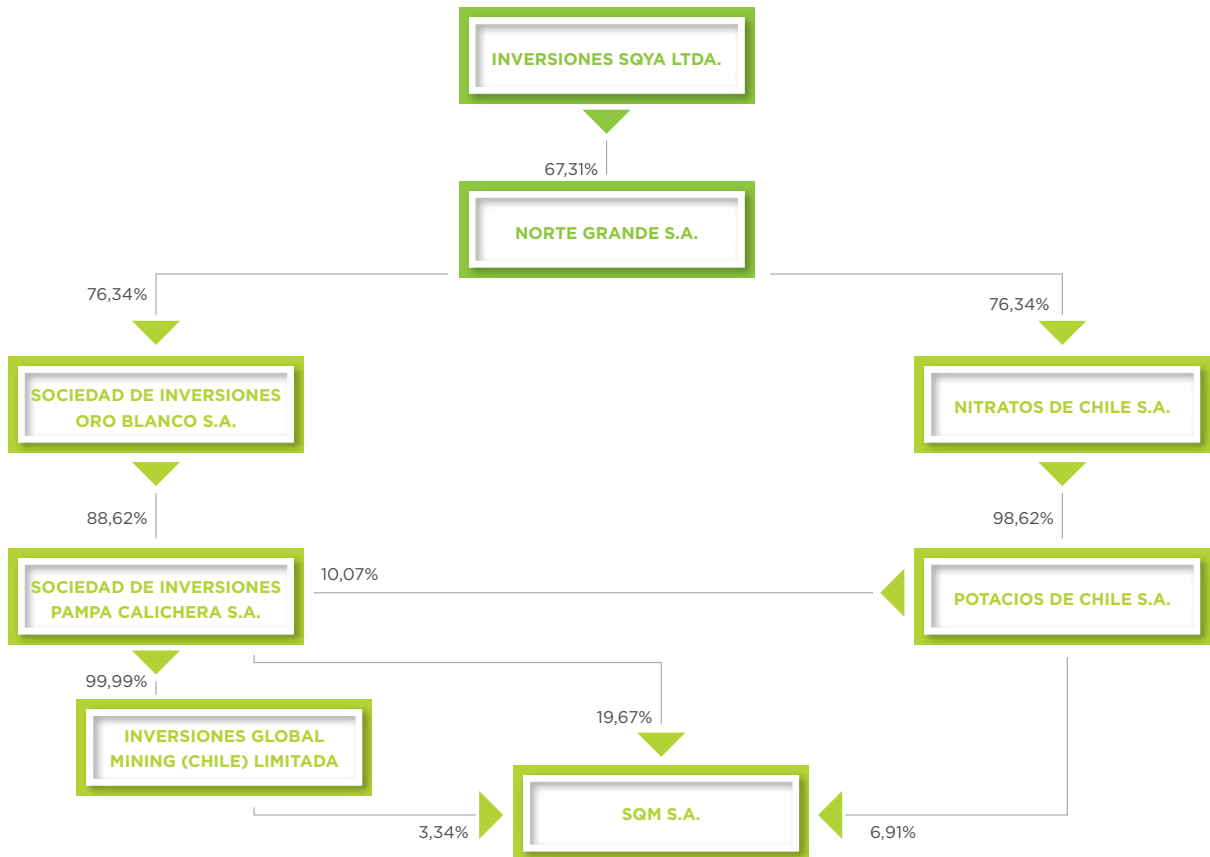 INVERSIONES SQYA LTDA.
67,31%
NORTE GRANDE S.A.
76,34%
76,34%
SOCIEDAD DE INVERSIONES
ORO BLANCO S.A.
NITRATOS DE CHILE S.A.
88,62%
98,62%
SOCIEDAD DE INVERSIONES
PAMPA CALICHERA S.A.
10,07%
POTACIOS DE CHILE S.A.
99,99%
19,67%
INVERSIONES GLOBAL
MINING (CHILE) LIMITADA
SQM S.A.
3,34%
6,91%